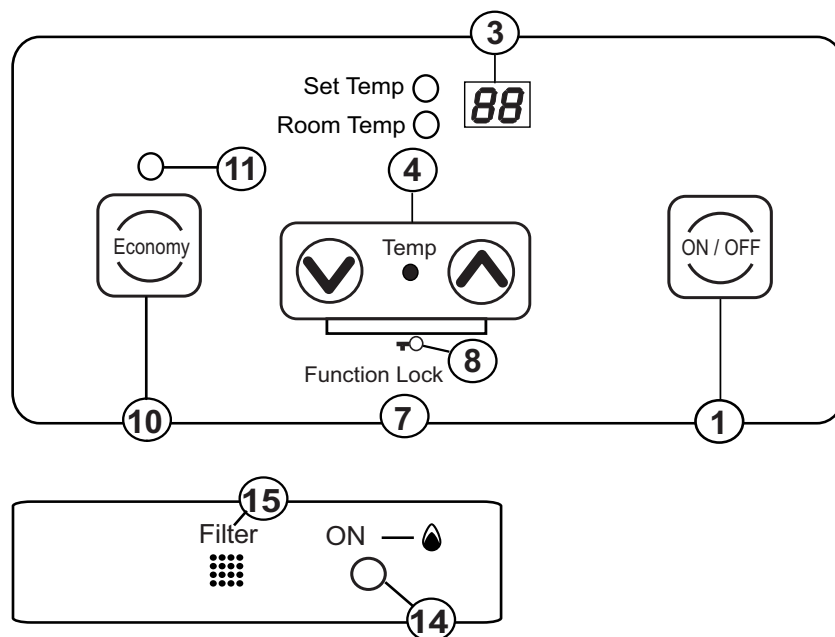 3
Set Temp
88
Room Temp
11
4
Economy
Temp
ON / OFF
8
Function Lock
10
7
1
15
Filter
ON
14